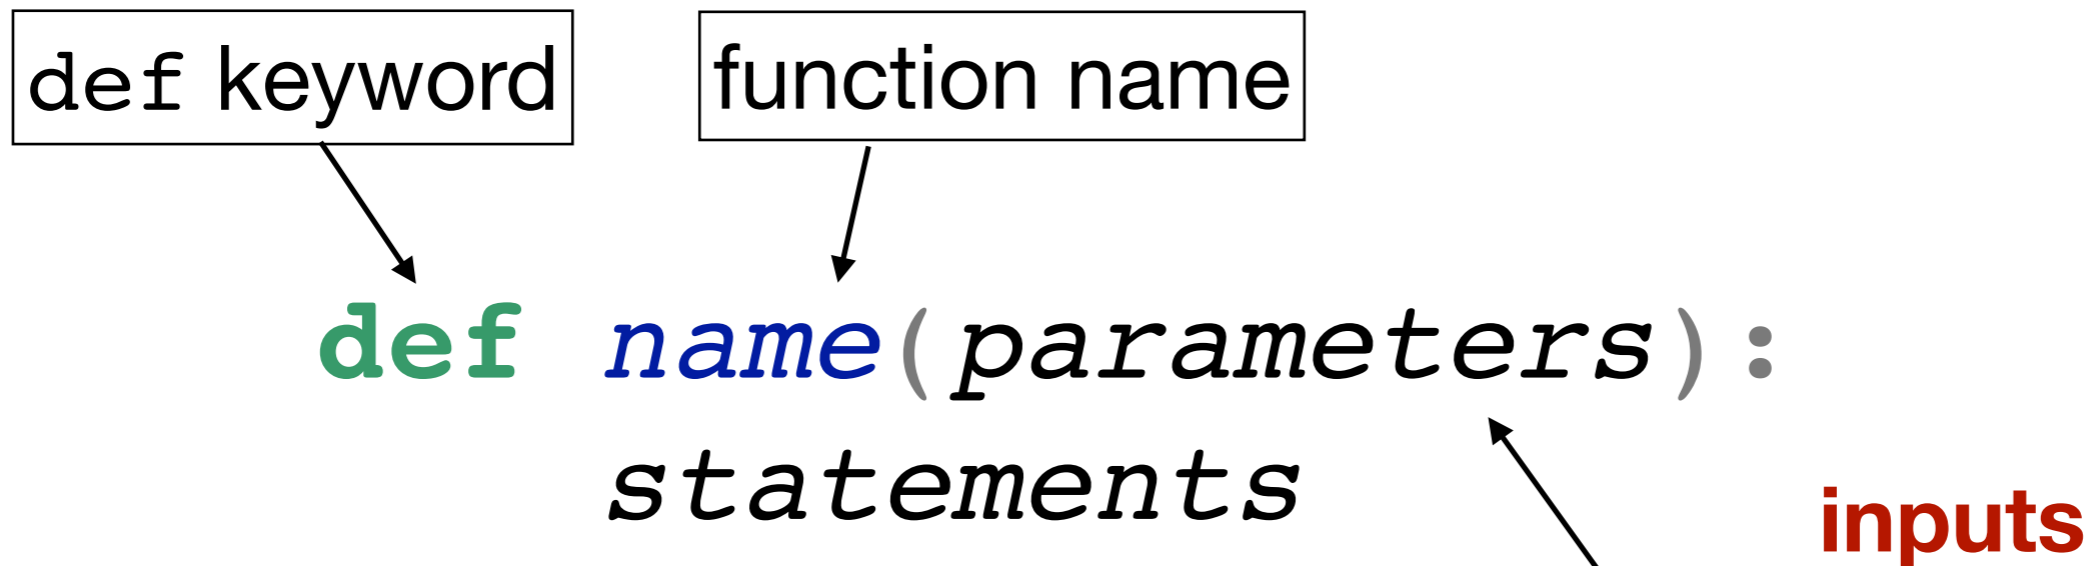 def keyword
function name
def name(parameters):
statements
inputs